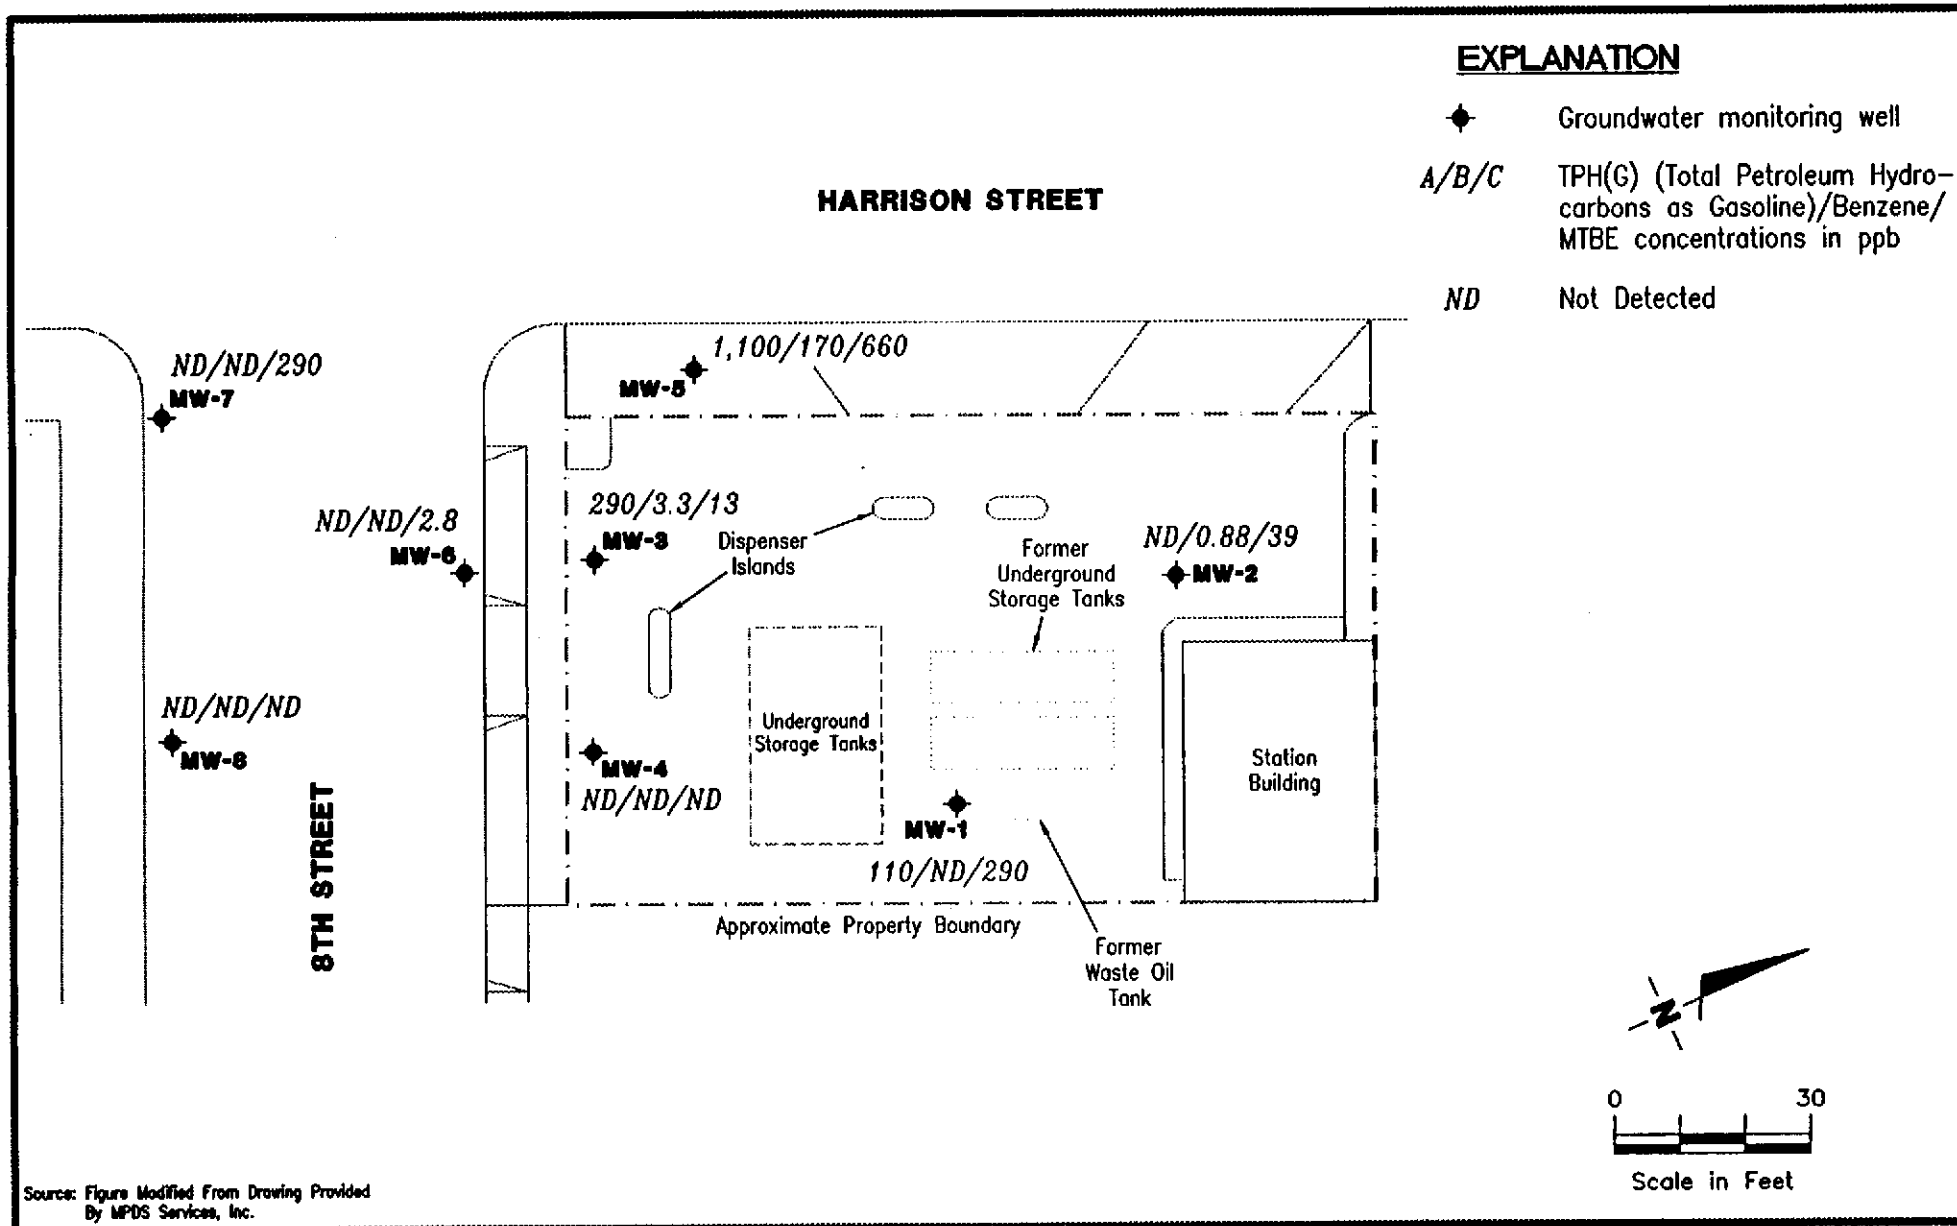 EXPLANATION
Groundwater monitoring well
A/B/C TPH(G) (Total Petroleum Hydro-
carbons as Gasoline)/Benzene/
MTBE concentrations in ppb
ND Not Detected
HARRISON STREET
1,100/170/660
MW-5
ND/ND/290
MW-7
290/3.3/13
MW-3
ND/ND/2.8
MW-6
Dispenser
Islands
Former
Underground
Storage Tanks
ND/0.88/39
MW-2
ND/ND/ND
MW-8
Underground
Storage Tanks
MW-4
ND/ND/ND
Station
Building
MW-1
110/ND/290
8TH STREET
Approximate Property Boundary
Former
Waste Oil
Tank
N
0 30
Scale in Feet
Source: Figure Modified From Drawing Provided
By MPDS Services, Inc.